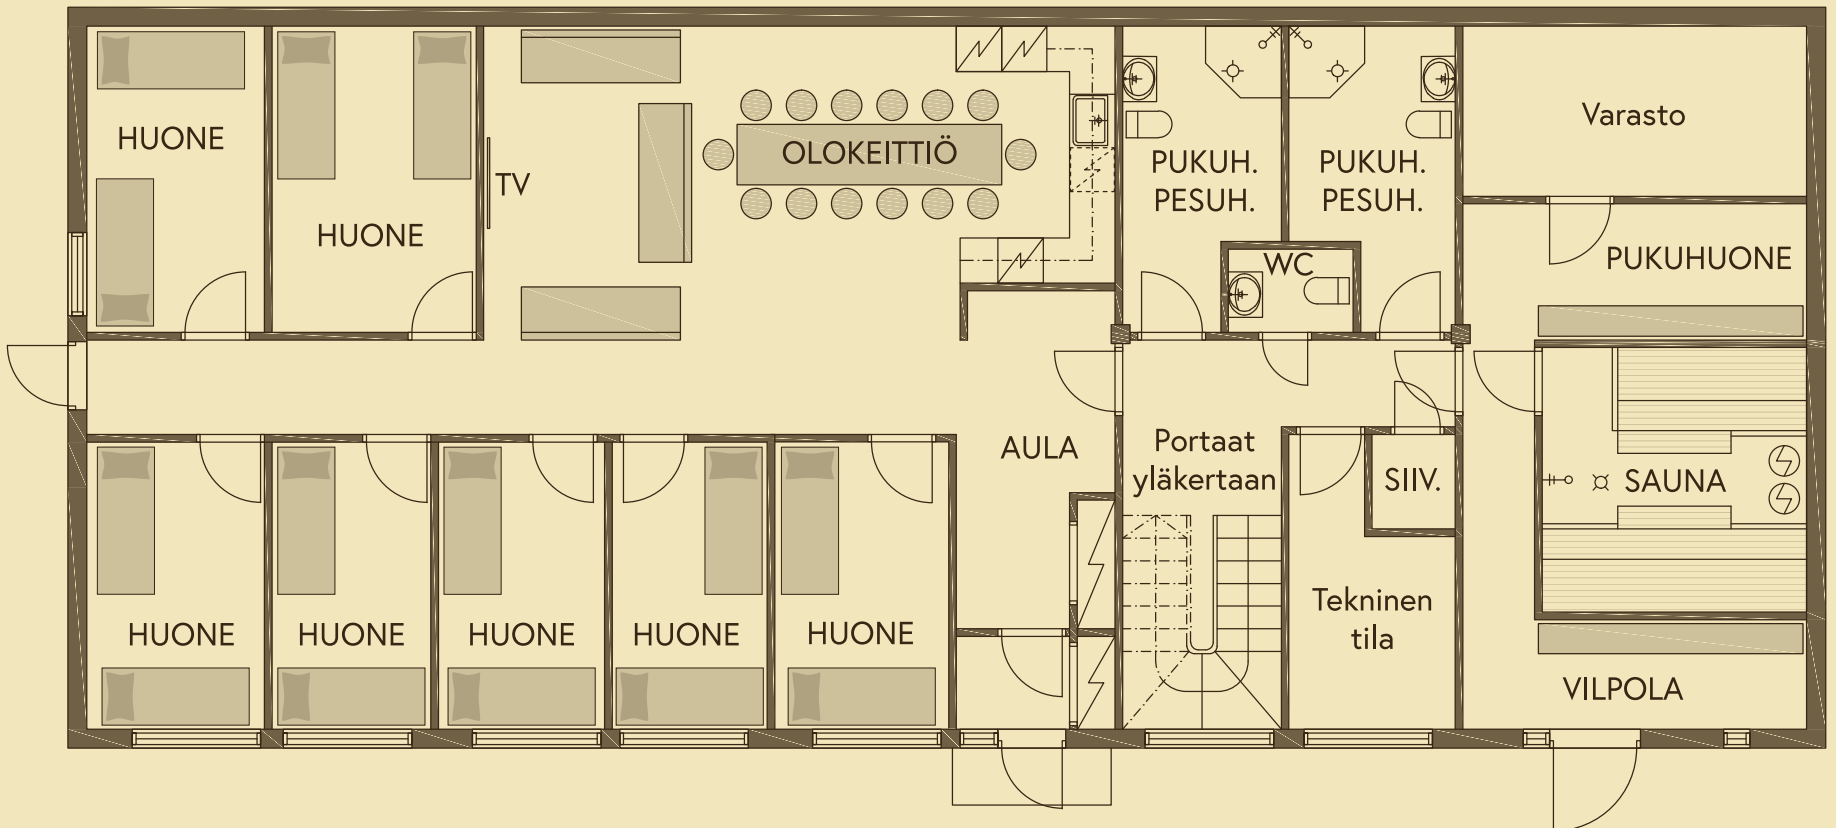 HUONE
HUONE
TV
OLOKEITTIÖ
PUKUH.
PESUH.
PUKUH.
PESUH.
WC
Varasto
PUKUHUONE
AULA
Portaat
yläkertaan
SIIV.
SAUNA
Tekninen
tila
HUONE
HUONE
HUONE
HUONE
HUONE
VILPOLA